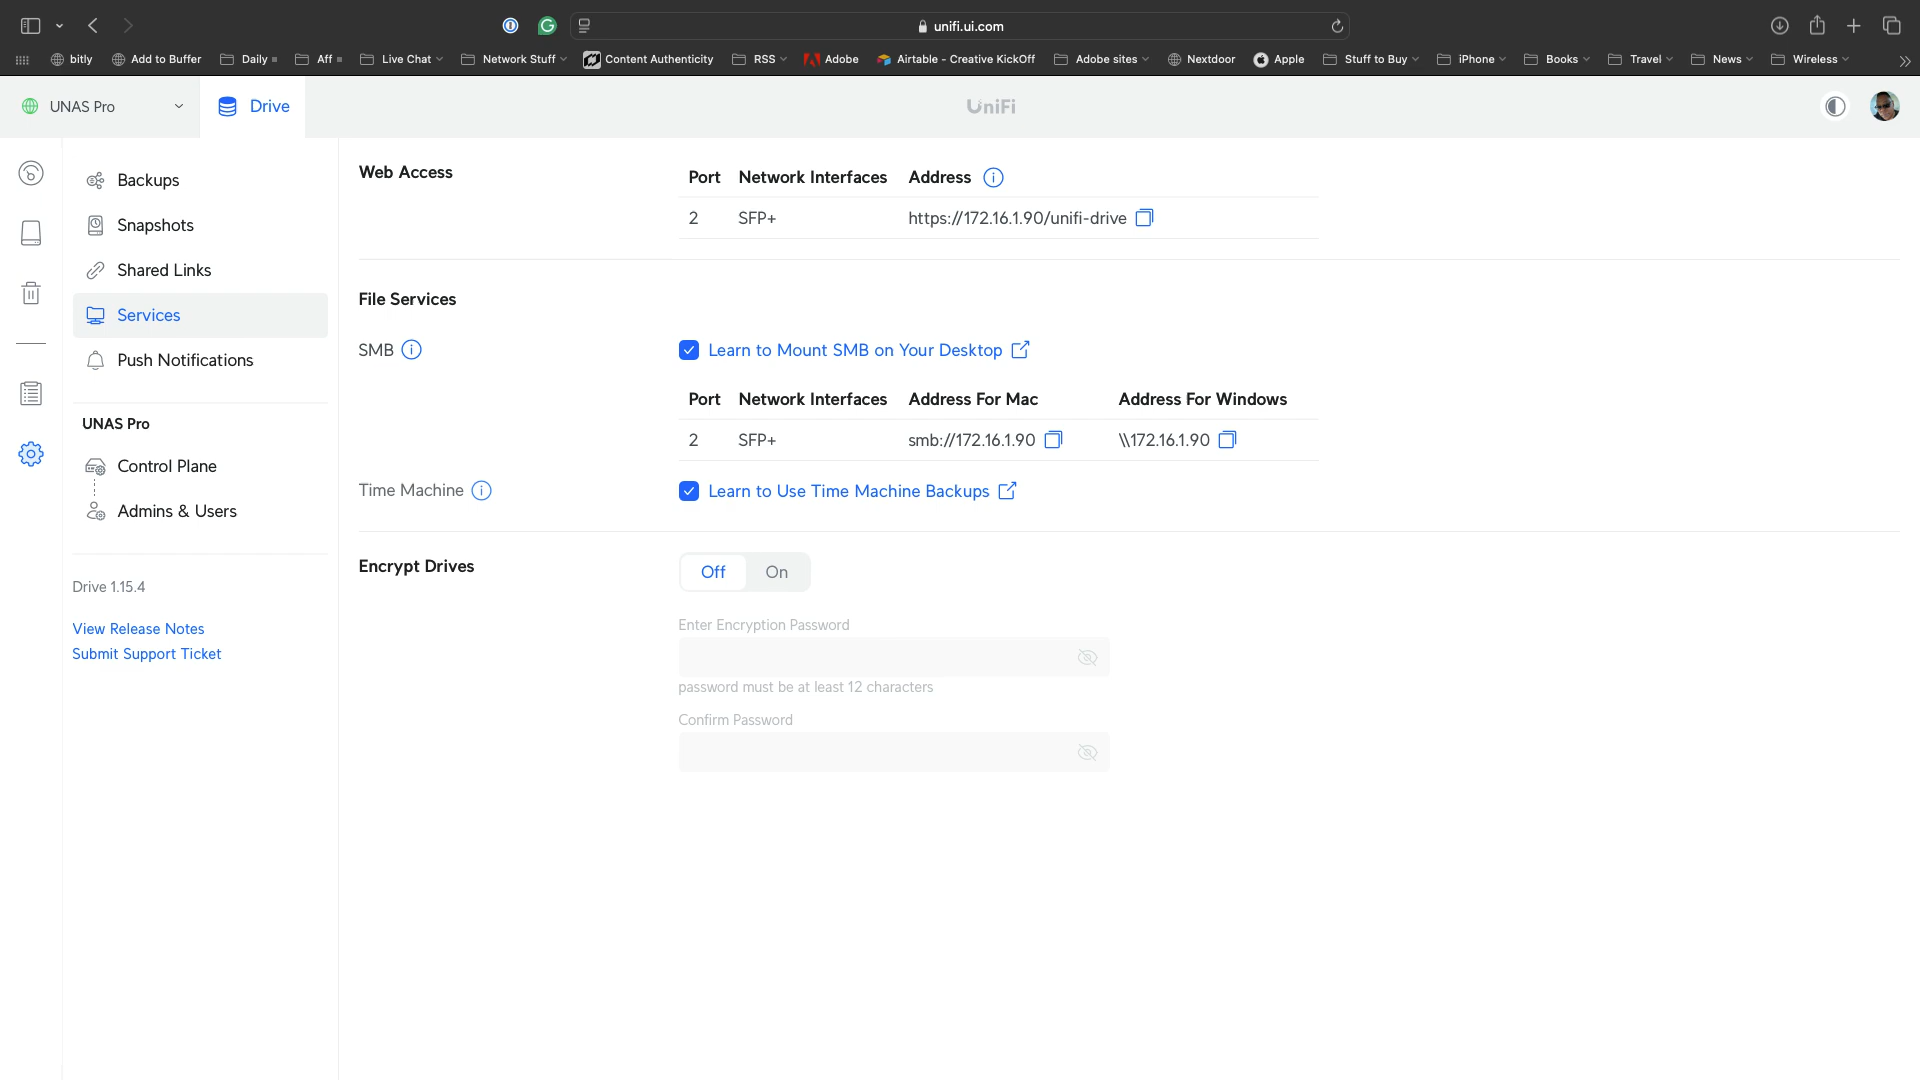 unifi.ui.com
bitly Add to Buffer Daily Aff Live Chat Network Stuff Content Authenticity RSS Adobe Airtable - Creative KickOff Adobe sites Nextdoor Apple Stuff to Buy iPhone Books Travel News Wireless
UNAS Pro Drive UniFi
Backups
Snapshots
Shared Links
Services
Push Notifications
UNAS Pro
Control Plane
Admins & Users
Drive 1.15.4
View Release Notes
Submit Support Ticket
Web Access
Port Network Interfaces Address
2 SFP+ https://172.16.1.90/unifi-drive
File Services
SMB Learn to Mount SMB on Your Desktop
Port Network Interfaces Address For Mac Address For Windows
2 SFP+ smb://172.16.1.90 \\172.16.1.90
Time Machine Learn to Use Time Machine Backups
Encrypt Drives Off On
Enter Encryption Password
password must be at least 12 characters
Confirm Password